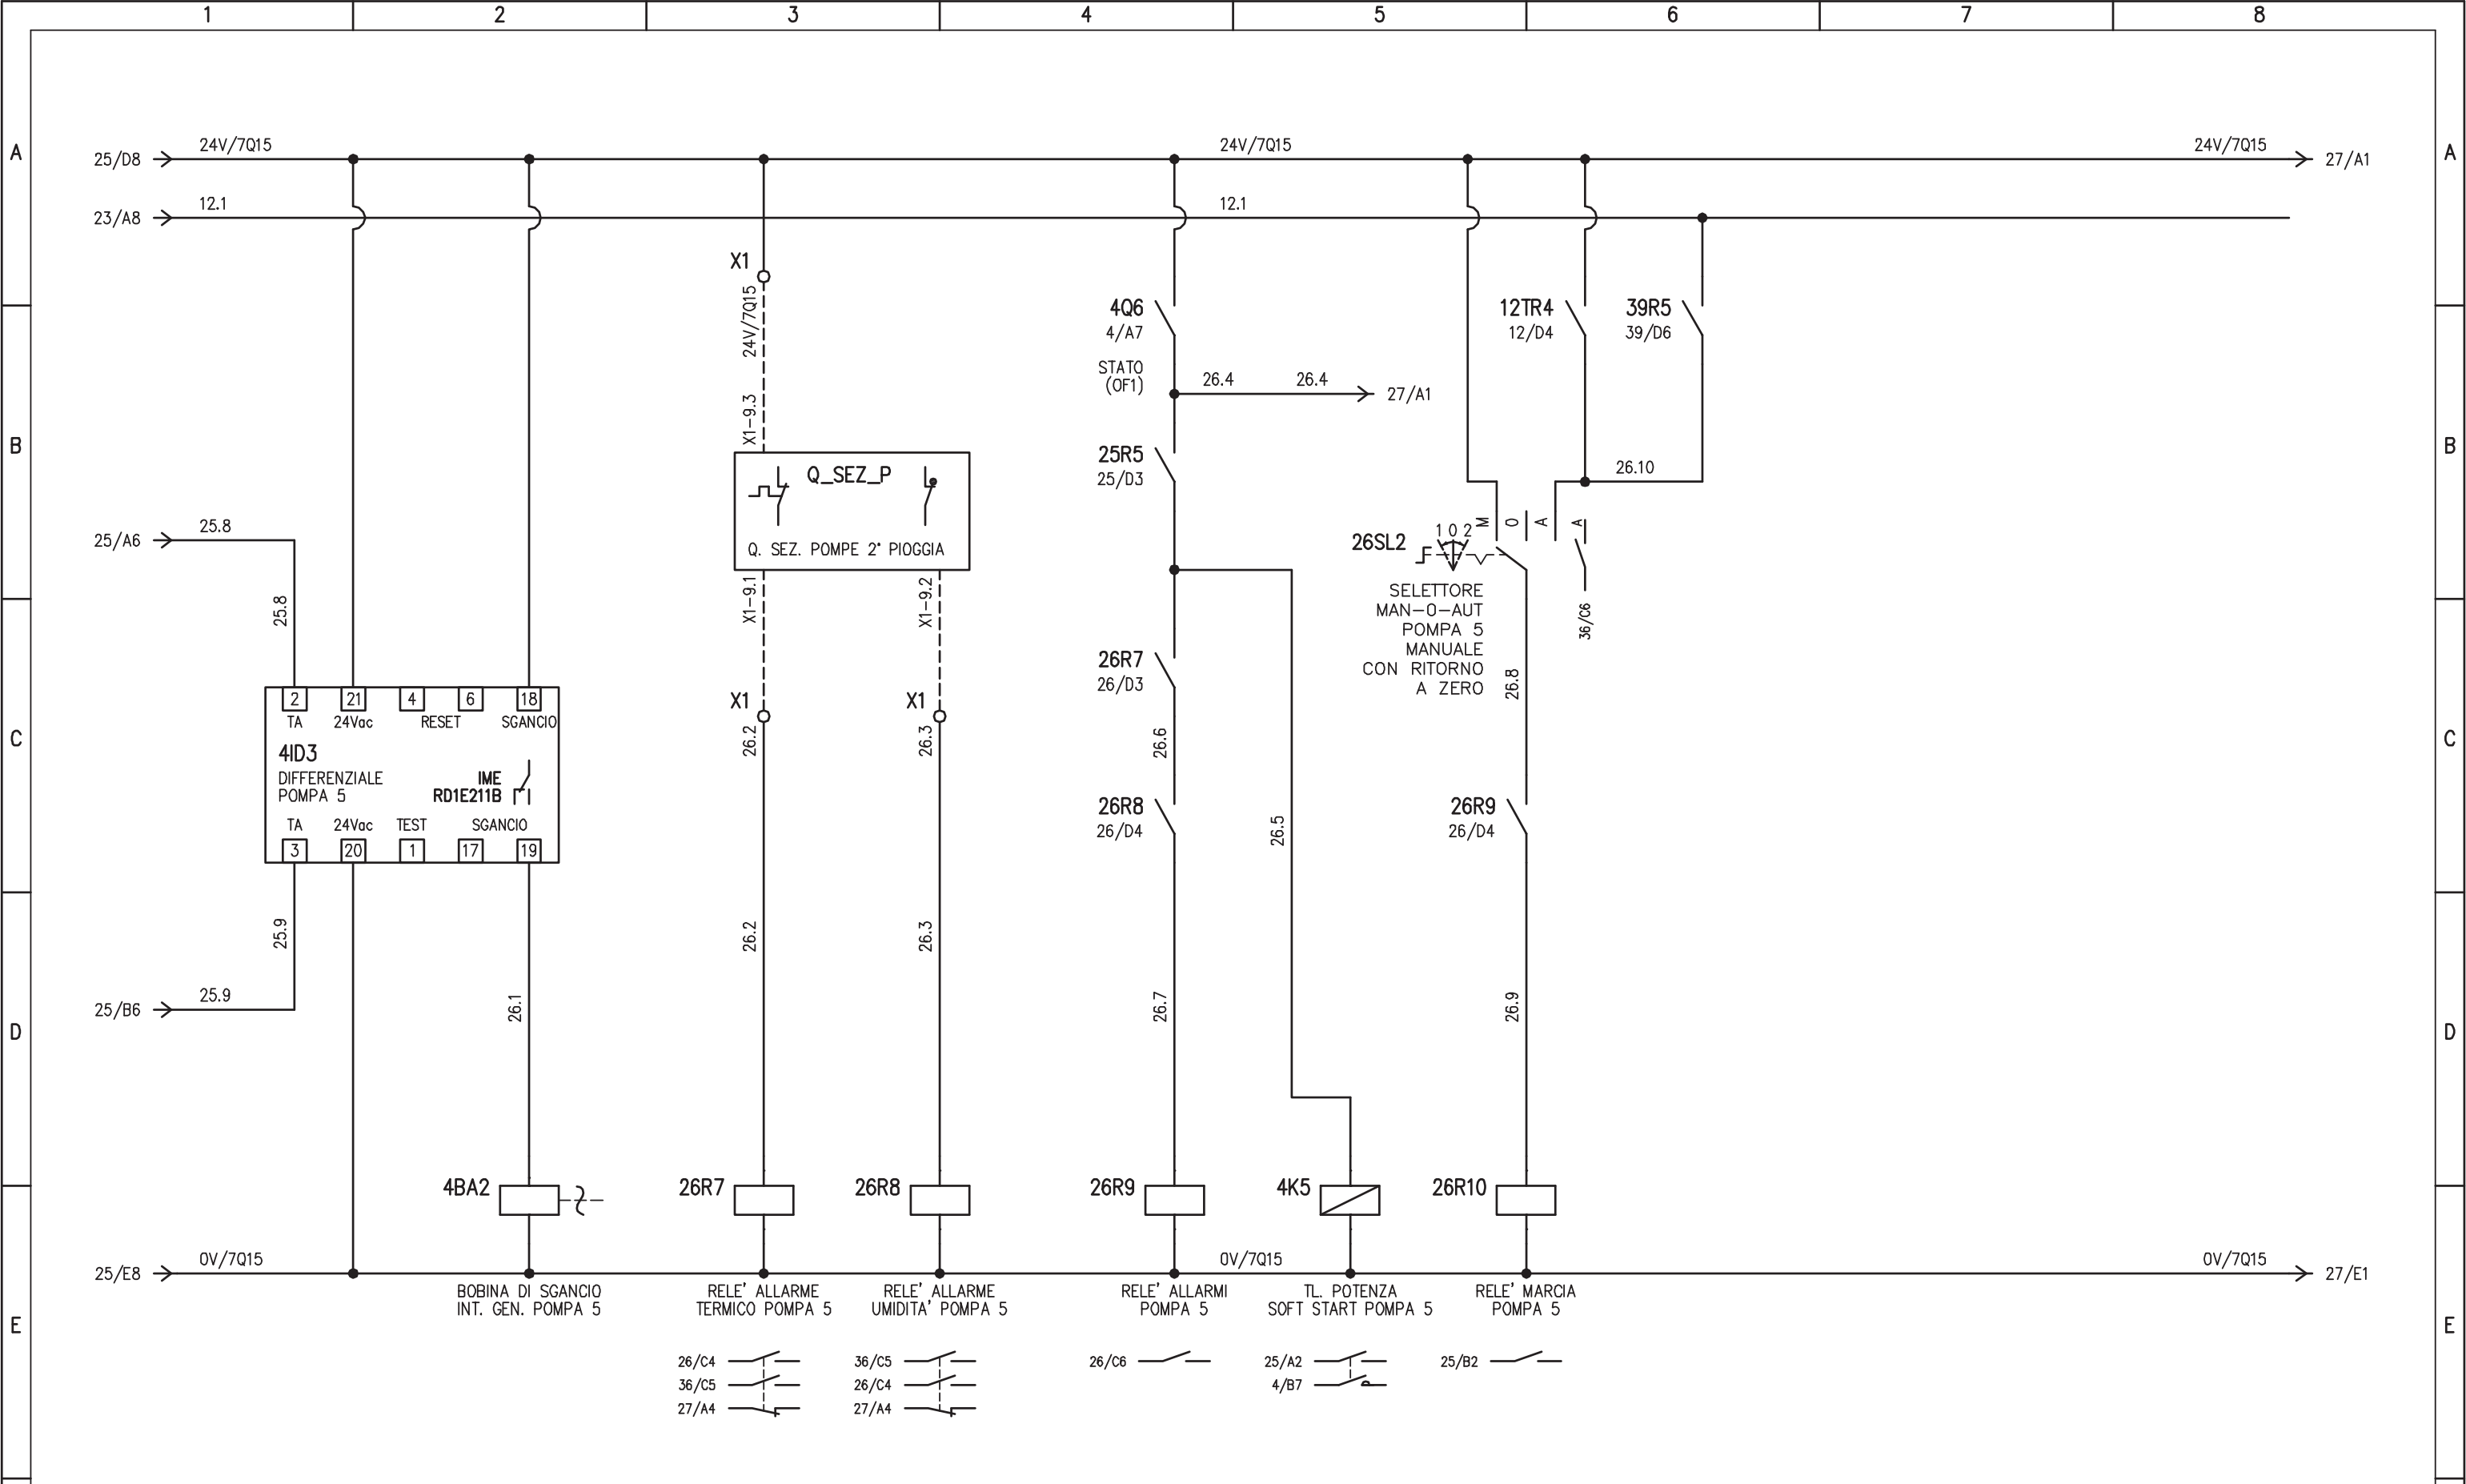 1 2 3 4 5 6 7 8
A A
25/D8 24V/7Q15 24V/7Q15 24V/7Q15 27/A1
23/A8 12.1 12.1
X1
24V/7Q15
X1-9.3
4Q6
4/A7
STATO
(OF1)
26.4 26.4 27/A1
12TR4
12/D4
39R5
39/D6
B B
25R5
25/D3
26.10
Q_SEZ_P
Q. SEZ. POMPE 2° PIOGGIA
25/A6 25.8
25.8
X1-9.1
X1-9.2
26SL2
1 0 2
M O A A
SELETTORE
MAN-0-AUT
POMPA 5
MANUALE
CON RITORNO
A ZERO
36/C6
26.8
26R7
26/D3
26.6
26R8
26/D4
26.5
26R9
26/D4
C C
2 21 4 6 18
TA 24Vac RESET SGANCIO
4ID3
DIFFERENZIALE
POMPA 5
IME
RD1E211B
TA 24Vac TEST SGANCIO
3 20 1 17 19
X1 X1
26.2 26.3
25.9
26.2 26.3
25/B6 25.9
26.1
26.7
26.9
D D
4BA2 26R7 26R8 26R9 4K5 26R10
25/E8 0V/7Q15 0V/7Q15 0V/7Q15 27/E1
BOBINA DI SGANCIO
INT. GEN. POMPA 5
RELE' ALLARME
TERMICO POMPA 5
RELE' ALLARME
UMIDITA' POMPA 5
RELE' ALLARMI
POMPA 5
TL. POTENZA
SOFT START POMPA 5
RELE' MARCIA
POMPA 5
E E
26/C4
36/C5
27/A4
36/C5
26/C4
27/A4
26/C6
25/A2
4/B7
25/B2